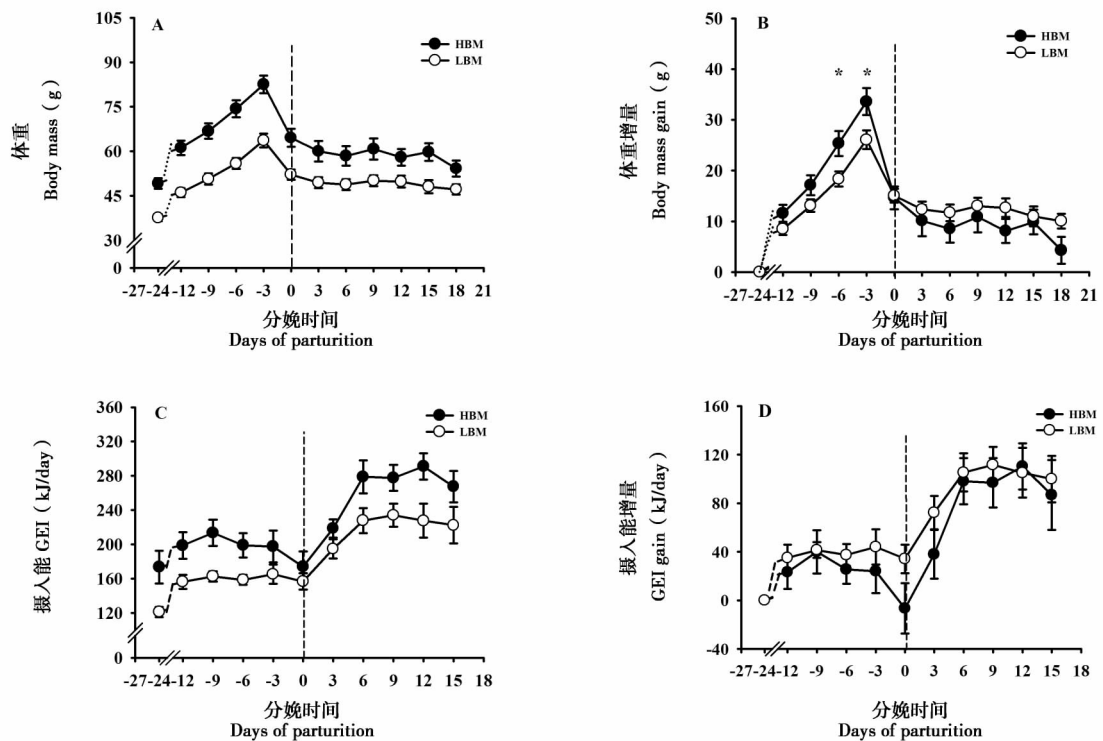 A
105
90
75
60
45
30
0
体重
Body mass（g）
HBM
LBM
-27-24-12 -9 -6 -3 0 3 6 9 12 15 18 21
分娩时间
Days of parturition
B
50
40
30
20
10
0
体重增量
Body mass gain（g）
* *
HBM
LBM
-27-24-12 -9 -6 -3 0 3 6 9 12 15 18 21
分娩时间
Days of parturition
C
360
320
280
240
200
160
120
0
摄入能 GEI（kJ/day）
HBM
LBM
-27-24-12 -9 -6 -3 0 3 6 9 12 15 18
分娩时间
Days of parturition
D
160
120
80
40
0
-40
摄入能增量
GEI gain（kJ/day）
HBM
LBM
-27-24-12 -9 -6 -3 0 3 6 9 12 15 18
分娩时间
Days of parturition